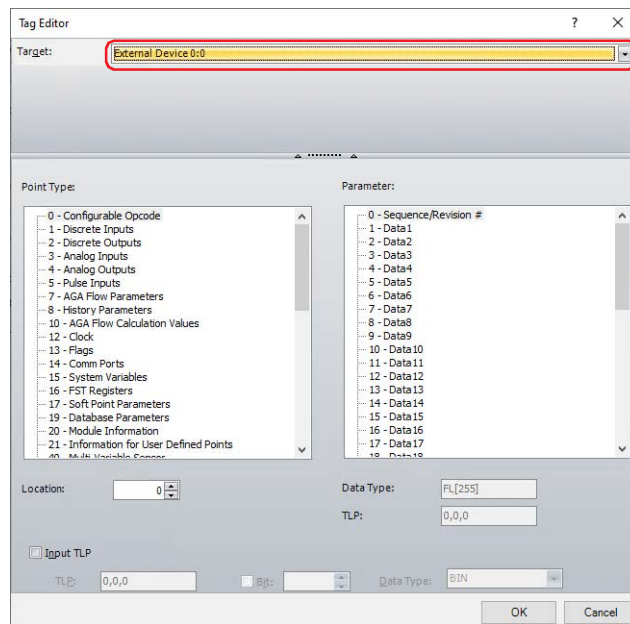 Tag Editor
?
Target:
External Device 0:0
Point Type:
0 - Configurable Opcode
1 - Discrete Inputs
2 - Discrete Outputs
3 - Analog Inputs
4 - Analog Outputs
5 - Pulse Inputs
7 - AGA Flow Parameters
8 - History Parameters
10 - AGA Flow Calculation Values
12 - Clock
13 - Flags
14 - Comm Ports
15 - System Variables
16 - FST Registers
17 - Soft Point Parameters
19 - Database Parameters
20 - Module Information
21 - Information for User Defined Points
40 - Multi Variable Sensor
Parameter:
0 - Sequence/Revision #
1 - Data1
2 - Data2
3 - Data3
4 - Data4
5 - Data5
6 - Data6
7 - Data7
8 - Data8
9 - Data9
10 - Data10
11 - Data11
12 - Data12
13 - Data13
14 - Data14
15 - Data15
16 - Data16
17 - Data17
18 - Data18
Location:
0
Data Type:
FL[255]
TLP:
0,0,0
Input TLP
TLP:
0,0,0
Bit:
Data Type:
BIN
OK
Cancel